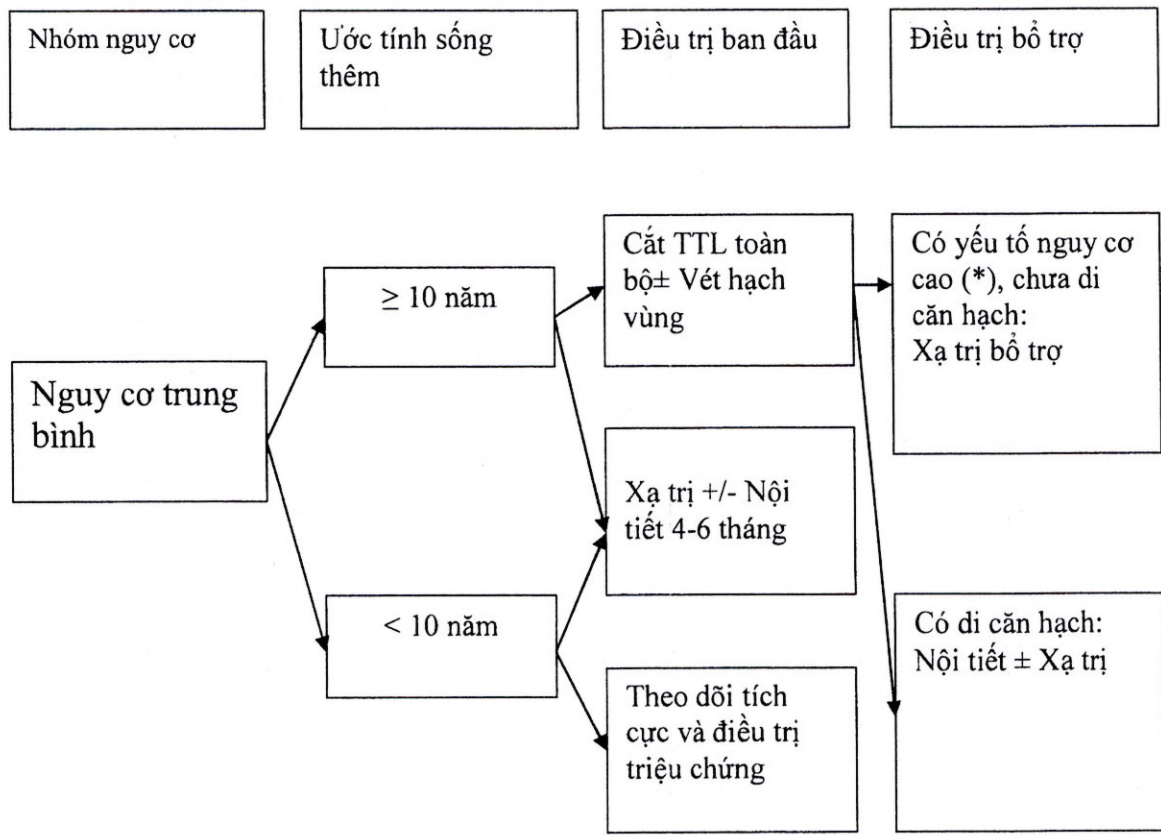 Nhóm nguy cơ
Ước tính sống
thêm
Điều trị ban đầu
Điều trị bổ trợ
Nguy cơ trung
bình
≥ 10 năm
< 10 năm
Cắt TTL toàn
bộ± Vét hạch
vùng
Xạ trị +/- Nội
tiết 4-6 tháng
Theo dõi tích
cực và điều trị
triệu chứng
Có yếu tố nguy cơ
cao (*), chưa di
căn hạch:
Xạ trị bổ trợ
Có di căn hạch:
Nội tiết ± Xạ trị